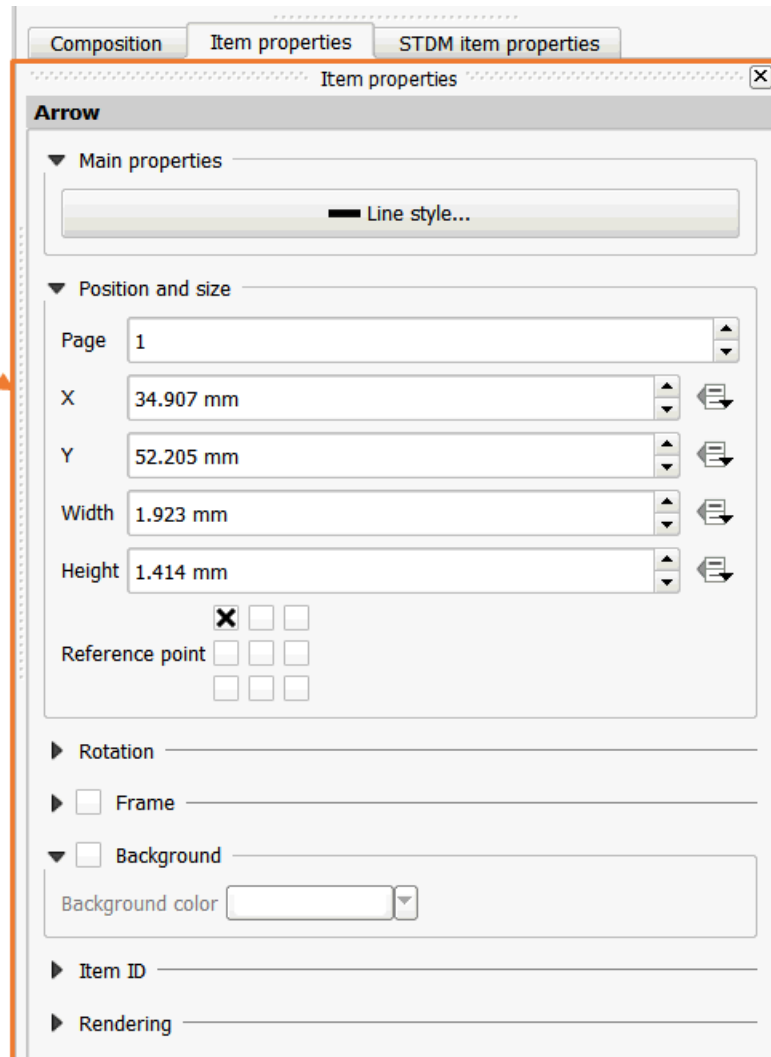 Composition Item properties STDM item properties
Item properties
Arrow
Main properties
Line style...
Position and size
Page 1
X 34.907 mm
Y 52.205 mm
Width 1.923 mm
Height 1.414 mm
Reference point
Rotation
Frame
Background
Background color
Item ID
Rendering